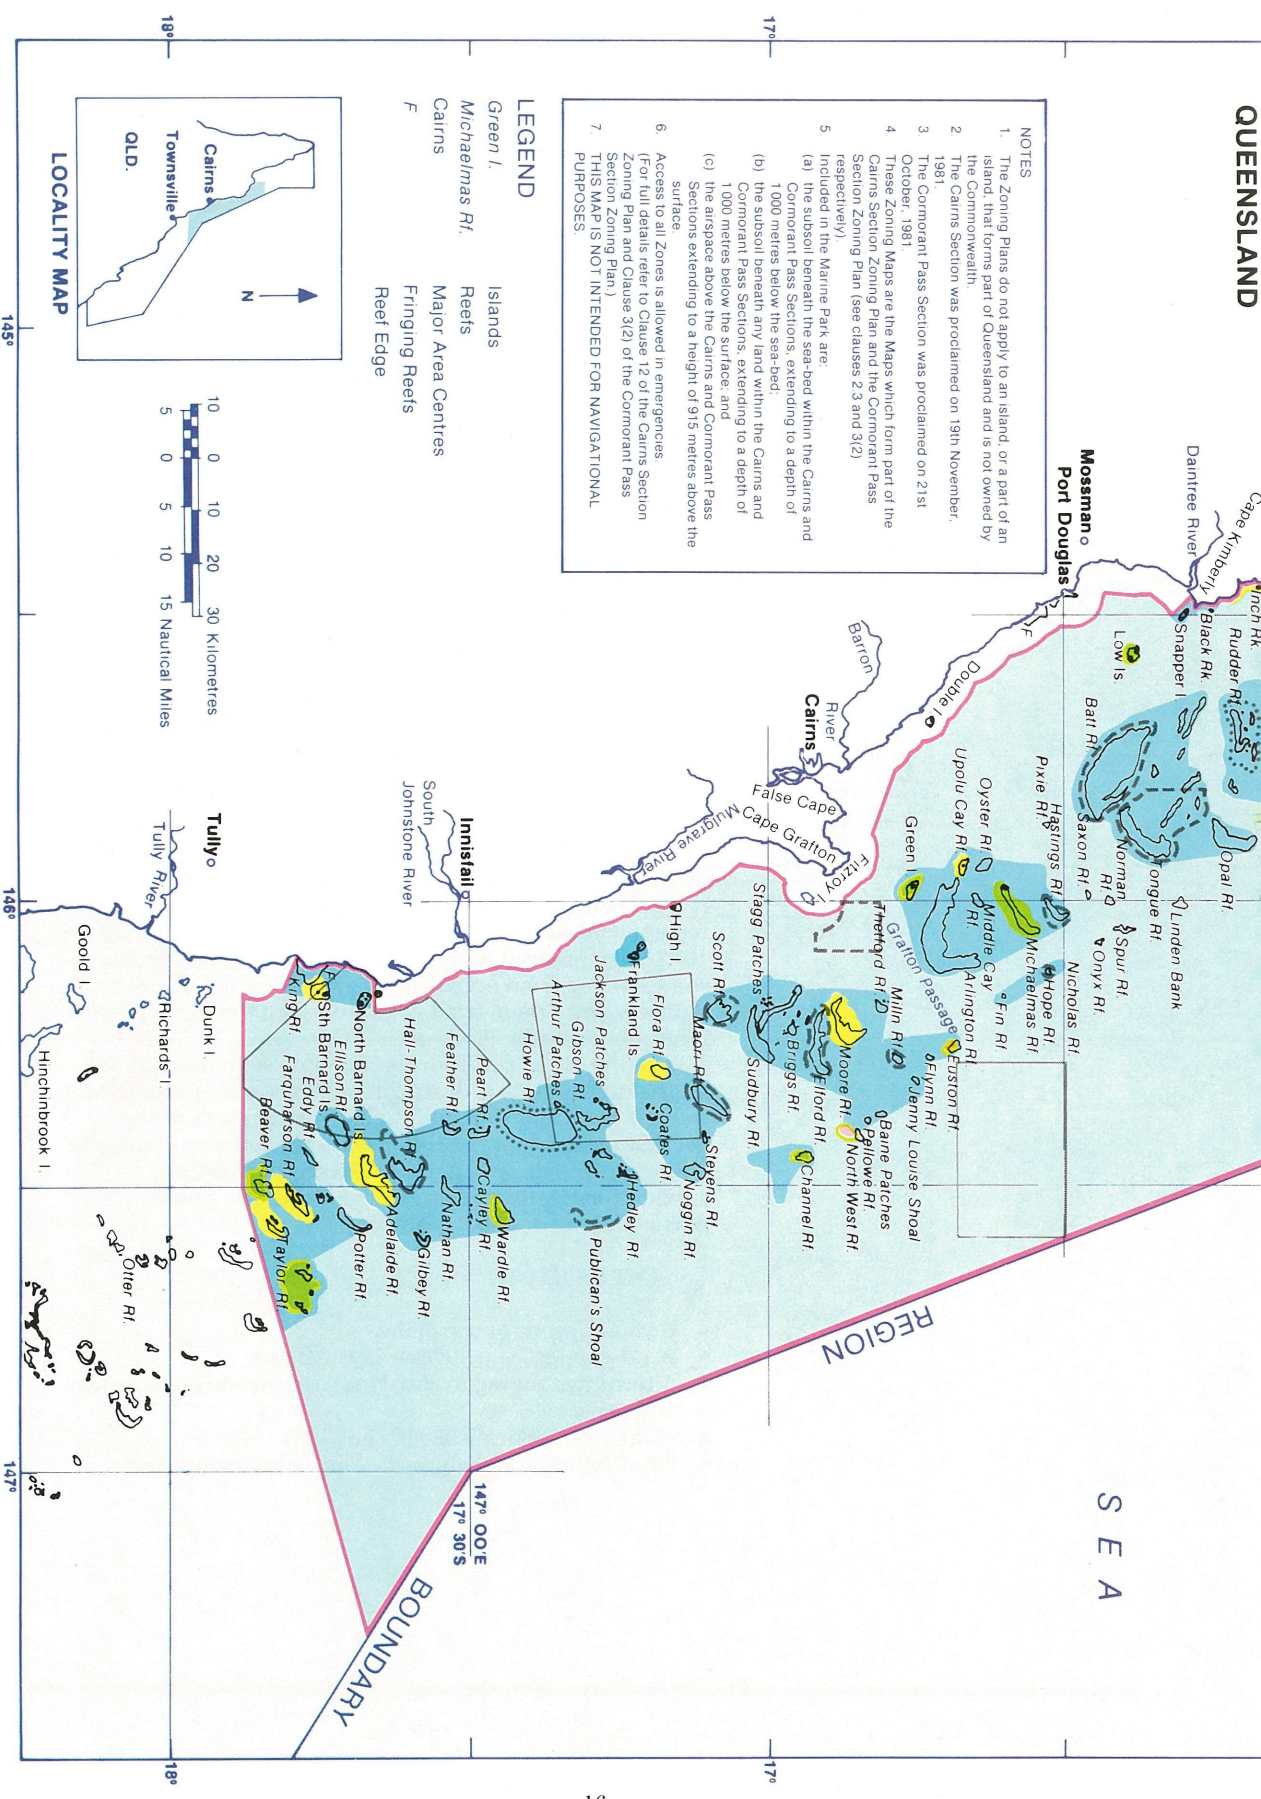 QUEENSLAND
NOTES
1. The Zoning Plans do not apply to an island, or a part of an
island, that forms part of Queensland and is not owned by
the Commonwealth.
2 The Cairns Section was proclaimed on 19th November,
1981.
3 The Cormorant Pass Section was proclaimed on 21st
October, 1981.
4 These Zoning Maps are the Maps which form part of the
Cairns Section Zoning Plan and the Cormorant Pass
Section Zoning Plan (see clauses 2 3 and 3(2)
respectively).
5 Included in the Marine Park are:
(a) the subsoil beneath the sea-bed within the Cairns and
Cormorant Pass Sections, extending to a depth of
1 000 metres below the sea-bed;
(b) the subsoil beneath any land within the Cairns and
Cormorant Pass Sections, extending to a depth of
1 000 metres below the surface; and
(c) the airspace above the Cairns and Cormorant Pass
Sections extending to a height of 915 metres above the
surface.
6 Access to all Zones is allowed in emergencies.
(For full details refer to Clause 12 of the Cairns Section
Zoning Plan and Clause 3(2) of the Cormorant Pass
Section Zoning Plan.)
7. THIS MAP IS NOT INTENDED FOR NAVIGATIONAL
PURPOSES.
LEGEND
Green I. Islands
Michaelmas Rf. Reefs
Cairns Major Area Centres
F Fringing Reefs
Reef Edge
Cairns
Townsville
QLD.
N
LOCALITY MAP
10 0 10 20 30 Kilometres
5 0 5 10 15 Nautical Miles
18°
17°
145°
146°
147°
18°
17°
Cape Kimberly
Daintree River
Mossman
Port Douglas
F
Inch Rk.
Rudder Rf.
Black Rk.
Snapper I.
Low Is.
Double I.
Barron
River
Cairns
False Cape
Cape Grafton
Fitzroy I.
Mulgrave River
Innisfail
South
Johnstone River
Tully
Tully River
Batt Rf.
Opal Rf.
Tongue Rf.
Norman
Rf.
Saxon Rf.
Hastings Rf.
Pixie Rf.
Linden Bank
Spur Rf.
Onyx Rf.
Nicholas Rf.
Hope Rf.
Michaelmas Rf.
Fin Rf.
Oyster Rf.
Upolu Cay Rf.
Middle Cay
Rf.
Arlington Rf.
Green I.
Grafton Passage
Thetford Rf.
Milln Rf.
Euston Rf.
Flynn Rf.
Jenny Louise Shoal
Baine Patches
Pellowe Rf.
North West Rf.
Moore Rf.
Elford Rf.
Briggs Rf.
Channel Rf.
Sudbury Rf.
Stagg Patches
Scott Rf.
Maori Rf.
Stevens Rf.
Noggin Rf.
High I.
Flora Rf.
Coates Rf.
Frankland Is
Hedley Rf.
Jackson Patches
Gibson Rf.
Arthur Patches
Howie Rf.
Publican's Shoal
Wardle Rf.
Peart Rf.
Cayley Rf.
Feather Rf.
Nathan Rf.
Hall-Thompson Rf.
Gilbey Rf.
Adelaide Rf.
North Barnard Is
Ellison Rf.
Potter Rf.
F
Sth Barnard Is
Eddy Rf.
King Rf.
Farquharson Rf.
Taylor Rf.
Beaver Rf.
Dunk I.
Richards I.
Goold I.
Hinchinbrook I.
Otter Rf.
147° 00'E
17° 30'S
REGION
BOUNDARY
SEA